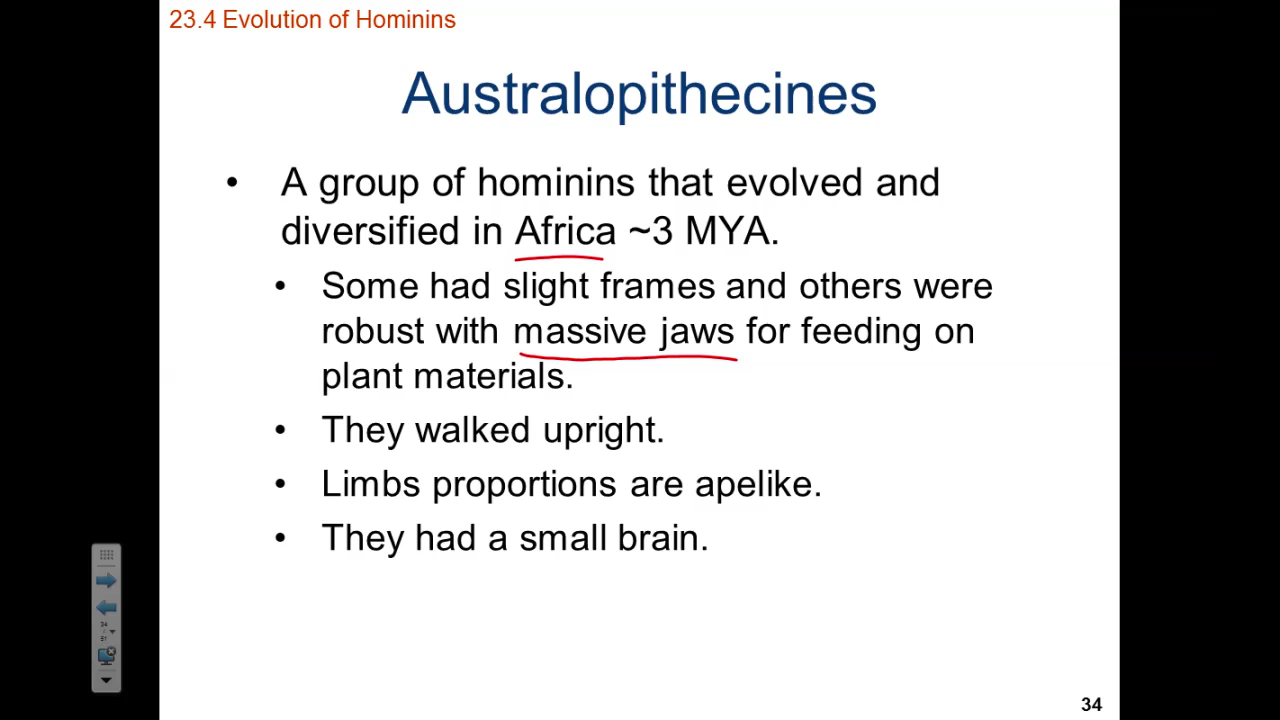 23.4 Evolution of Hominins
Australopithecines
• A group of hominins that evolved and
diversified in Africa ~3 MYA.
• Some had slight frames and others were
robust with massive jaws for feeding on
plant materials.
• They walked upright.
• Limbs proportions are apelike.
• They had a small brain.
34
34